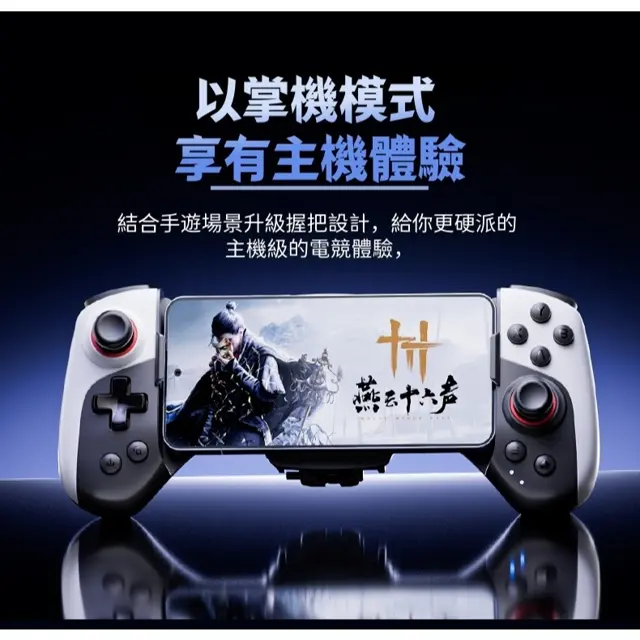 以掌機模式
享有主機體驗
結合手遊場景升級握把設計，給你更硬派的
主機級的電競體驗，
燕云十六声